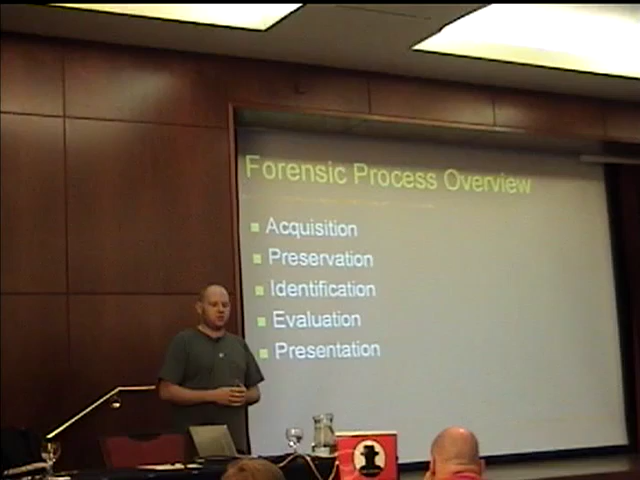 Forensic Process Overview
Acquisition
Preservation
Identification
Evaluation
Presentation